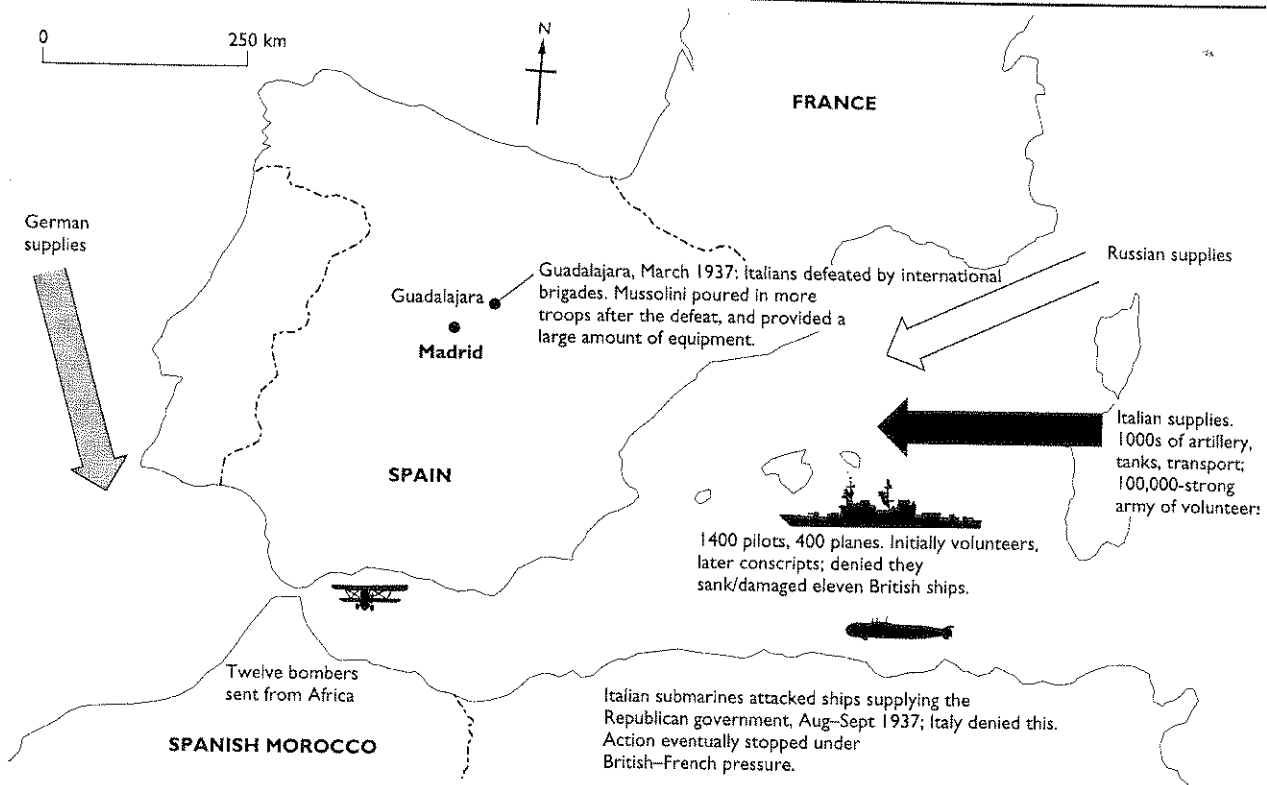 0 250 km
N
FRANCE
German
supplies
Russian supplies
Guadalajara, March 1937: Italians defeated by international
brigades. Mussolini poured in more
troops after the defeat, and provided a
large amount of equipment.
Guadalajara
Madrid
Italian supplies.
1000s of artillery,
tanks, transport;
100,000-strong
army of volunteers
SPAIN
1400 pilots, 400 planes. Initially volunteers,
later conscripts; denied they
sank/damaged eleven British ships.
Twelve bombers
sent from Africa
SPANISH MOROCCO
Italian submarines attacked ships supplying the
Republican government, Aug–Sept 1937; Italy denied this.
Action eventually stopped under
British–French pressure.